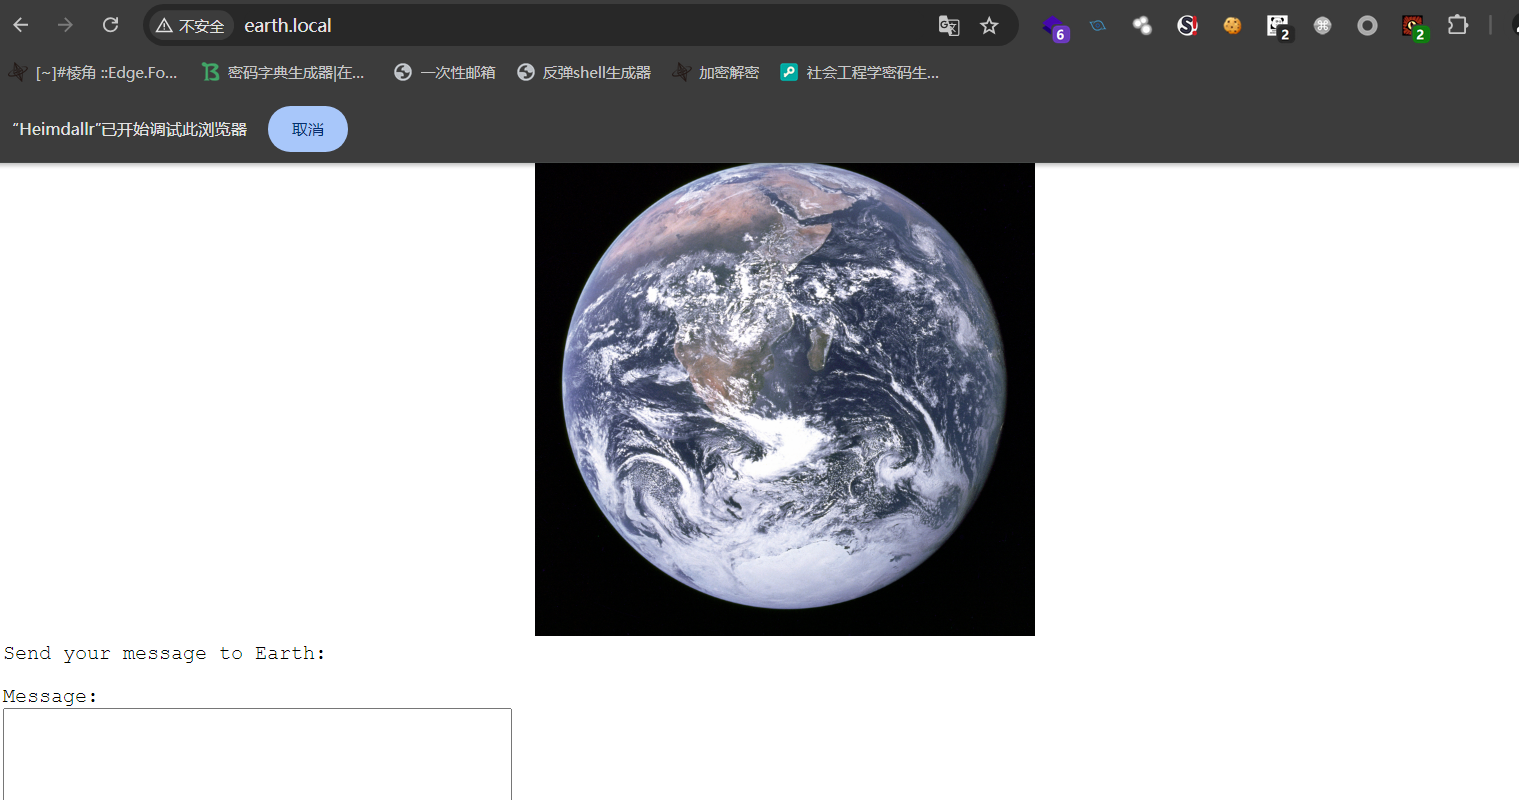 不安全 earth.local
6 2 2
[~]#棱角 ::Edge.Fo... 密码字典生成器|在... 一次性邮箱 反弹shell生成器 加密解密 社会工程学密码生...
“Heimdallr”已开始调试此浏览器 取消
Send your message to Earth:
Message: